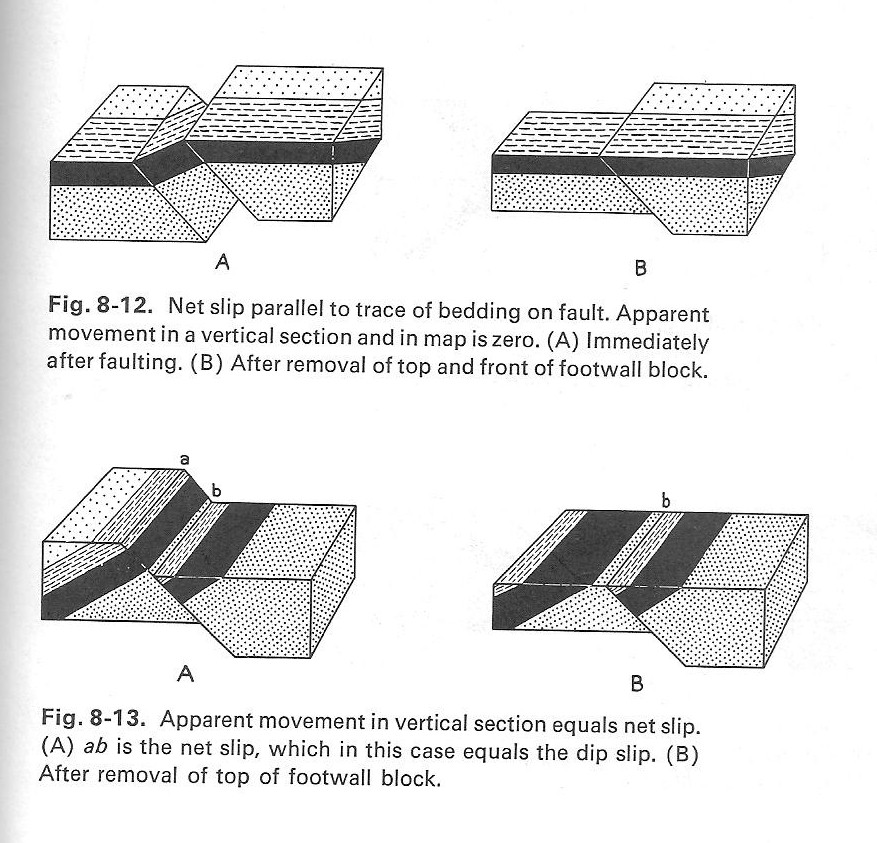 A
B
Fig. 8-12. Net slip parallel to trace of bedding on fault. Apparent
movement in a vertical section and in map is zero. (A) Immediately
after faulting. (B) After removal of top and front of footwall block.
a
b
b
A
B
Fig. 8-13. Apparent movement in vertical section equals net slip.
(A) ab is the net slip, which in this case equals the dip slip. (B)
After removal of top of footwall block.